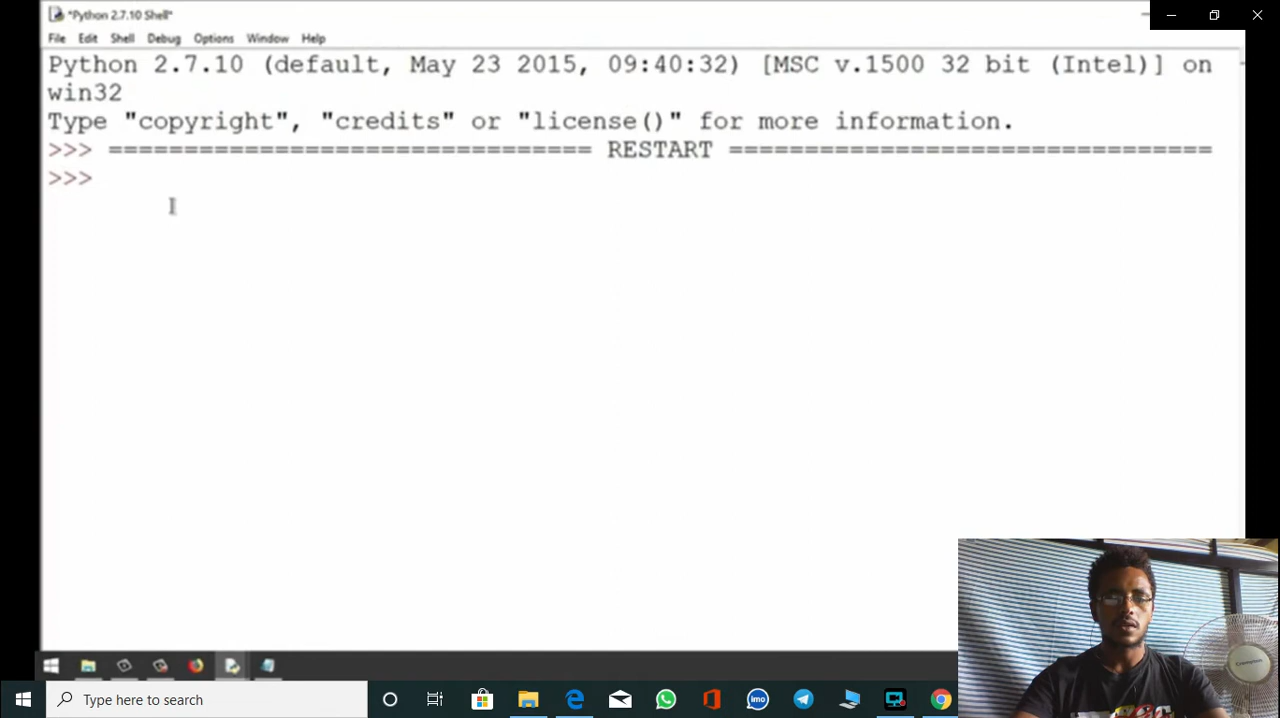 *Python 2.7.10 Shell*
File Edit Shell Debug Options Window Help
Python 2.7.10 (default, May 23 2015, 09:40:32) [MSC v.1500 32 bit (Intel)] on
win32
Type "copyright", "credits" or "license()" for more information.
>>> ================================ RESTART ================================
>>>
Type here to search
imo